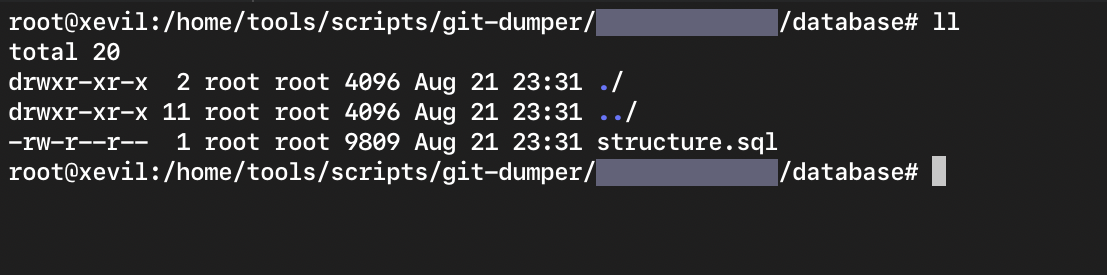 root@xevil:/home/tools/scripts/git-dumper/ /database# ll
total 20
drwxr-xr-x  2 root root 4096 Aug 21 23:31 ./
drwxr-xr-x 11 root root 4096 Aug 21 23:31 ../
-rw-r--r--  1 root root 9809 Aug 21 23:31 structure.sql
root@xevil:/home/tools/scripts/git-dumper/ /database#